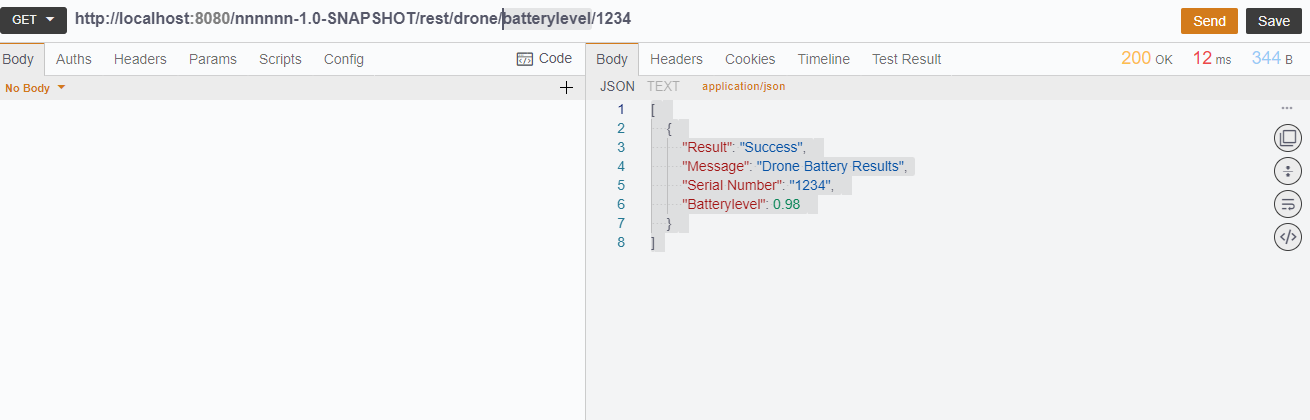 GET http://localhost:8080/nnnnnn-1.0-SNAPSHOT/rest/drone/batterylevel/1234 Send Save
Body Auths Headers Params Scripts Config Code
No Body
Body Headers Cookies Timeline Test Result 200 OK 12 ms 344 B
JSON TEXT application/json
1 [
2 {
3 "Result": "Success",
4 "Message": "Drone Battery Results",
5 "Serial Number": "1234",
6 "Batterylevel": 0.98
7 }
8 ]